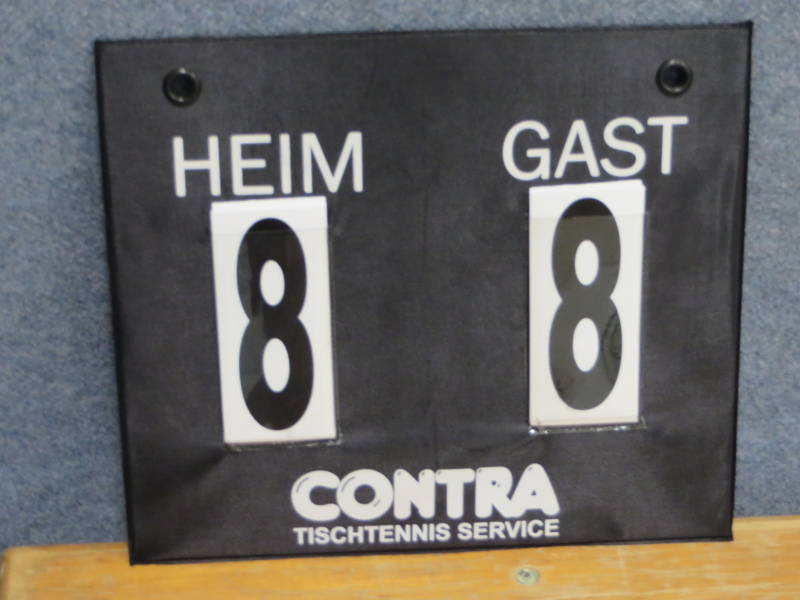 HEIM GAST
8 8
CONTRA
TISCHTENNIS SERVICE